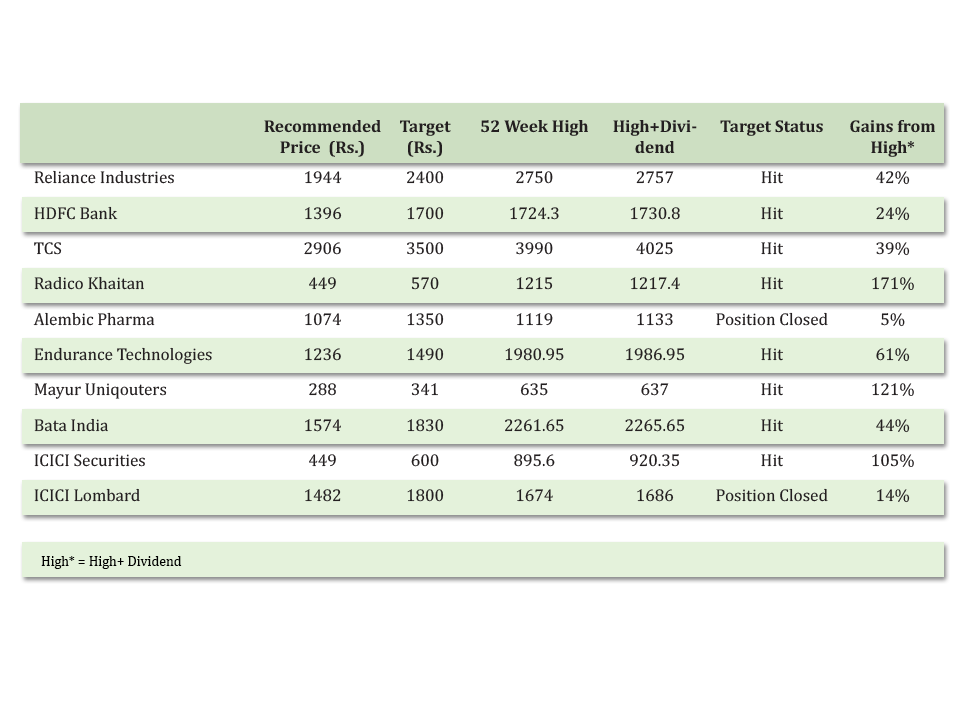 Recommended Price (Rs.) Target (Rs.) 52 Week High High+Divi-dend Target Status Gains from High*
Reliance Industries 1944 2400 2750 2757 Hit 42%
HDFC Bank 1396 1700 1724.3 1730.8 Hit 24%
TCS 2906 3500 3990 4025 Hit 39%
Radico Khaitan 449 570 1215 1217.4 Hit 171%
Alembic Pharma 1074 1350 1119 1133 Position Closed 5%
Endurance Technologies 1236 1490 1980.95 1986.95 Hit 61%
Mayur Uniqouters 288 341 635 637 Hit 121%
Bata India 1574 1830 2261.65 2265.65 Hit 44%
ICICI Securities 449 600 895.6 920.35 Hit 105%
ICICI Lombard 1482 1800 1674 1686 Position Closed 14%
High* = High+ Dividend